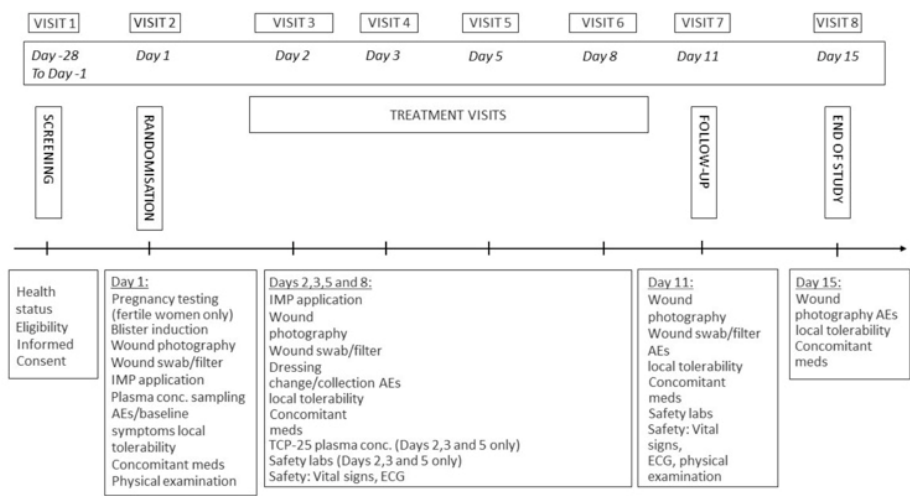 VISIT 1
VISIT 2
VISIT 3
VISIT 4
VISIT 5
VISIT 6
VISIT 7
VISIT 8
Day -28
To Day -1
Day 1
Day 2
Day 3
Day 5
Day 8
Day 11
Day 15
SCREENING
RANDOMISATION
TREATMENT VISITS
FOLLOW-UP
END OF STUDY
Health
status
Eligibility
Informed
Consent
Day 1:
Pregnancy testing
(fertile women only)
Blister induction
Wound photography
Wound swab/filter
IMP application
Plasma conc. sampling
AEs/baseline
symptoms local
tolerability
Concomitant meds
Physical examination
Days 2,3,5 and 8:
IMP application
Wound
photography
Wound swab/filter
Dressing
change/collection AEs
local tolerability
Concomitant
meds
TCP-25 plasma conc. (Days 2,3 and 5 only)
Safety labs (Days 2,3 and 5 only)
Safety: Vital signs, ECG
Day 11:
Wound
photography
Wound swab/filter
AEs
local tolerability
Concomitant
meds
Safety labs
Safety: Vital
signs,
ECG, physical
examination
Day 15:
Wound
photography AEs
local tolerability
Concomitant
meds